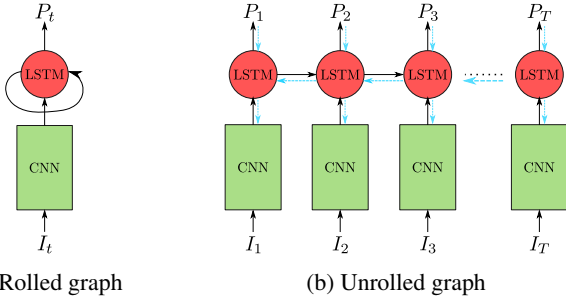 P_t P_1 P_2 P_3 P_T
LSTM LSTM LSTM LSTM ...... LSTM
CNN CNN CNN CNN CNN
I_t I_1 I_2 I_3 I_T
Rolled graph (b) Unrolled graph